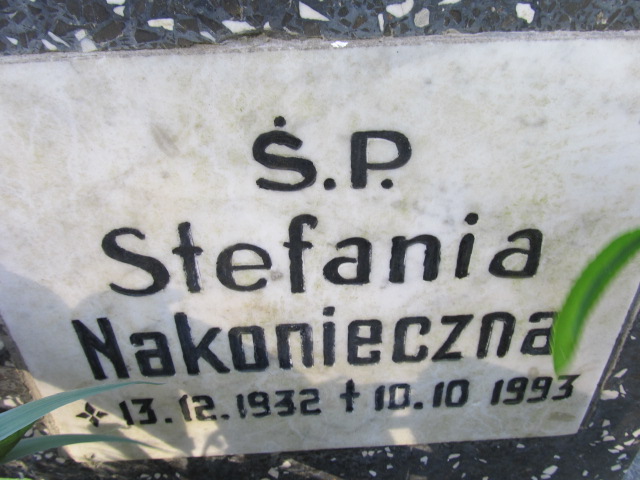 Ś.P.
Stefania
Nakonieczna
13.12.1932 † 10.10 1993